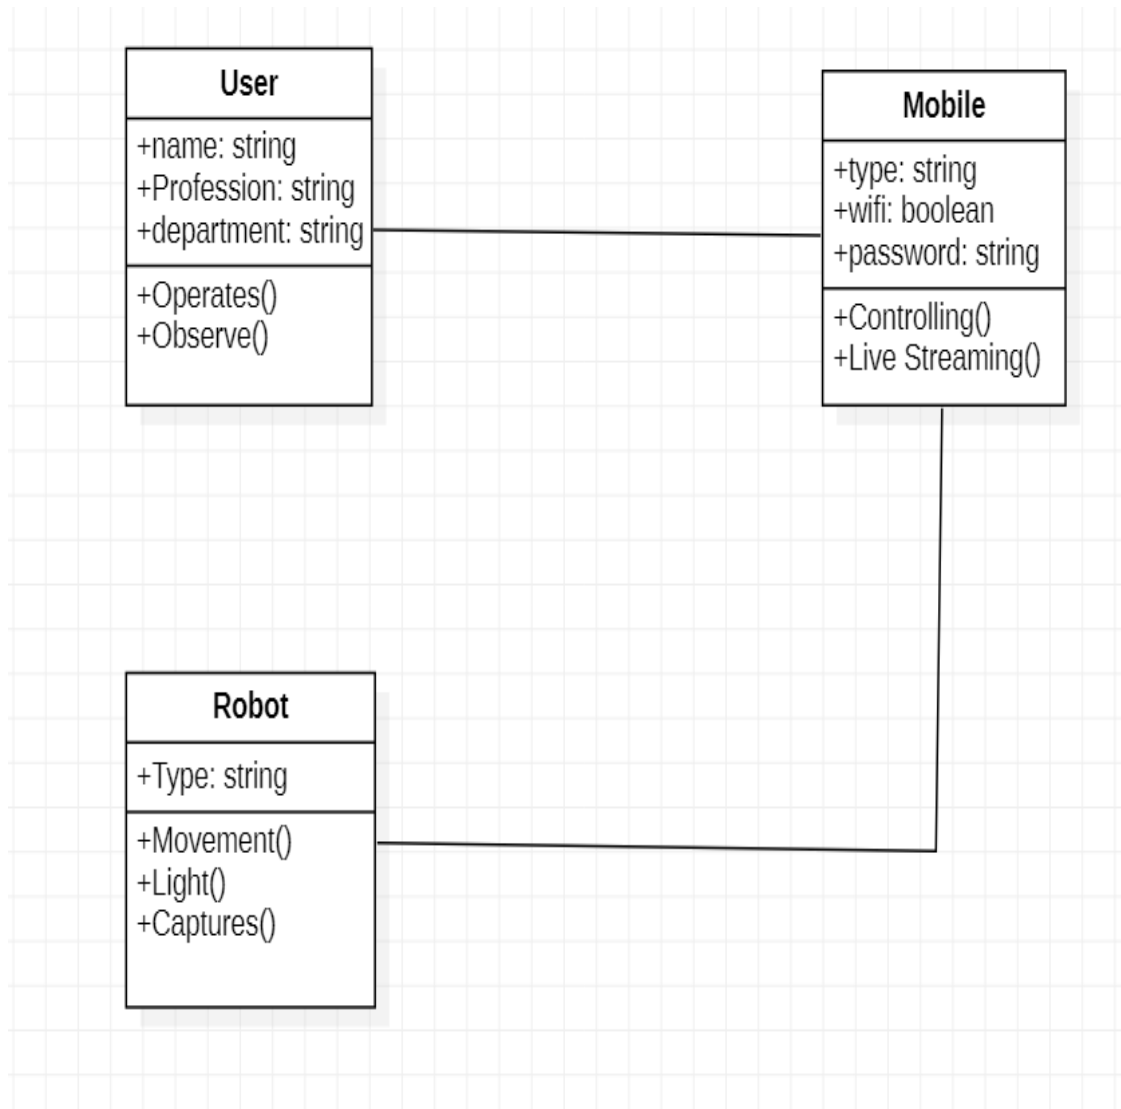 User
+name: string
+Profession: string
+department: string
+Operates()
+Observe()
Mobile
+type: string
+wifi: boolean
+password: string
+Controlling()
+Live Streaming()
Robot
+Type: string
+Movement()
+Light()
+Captures()